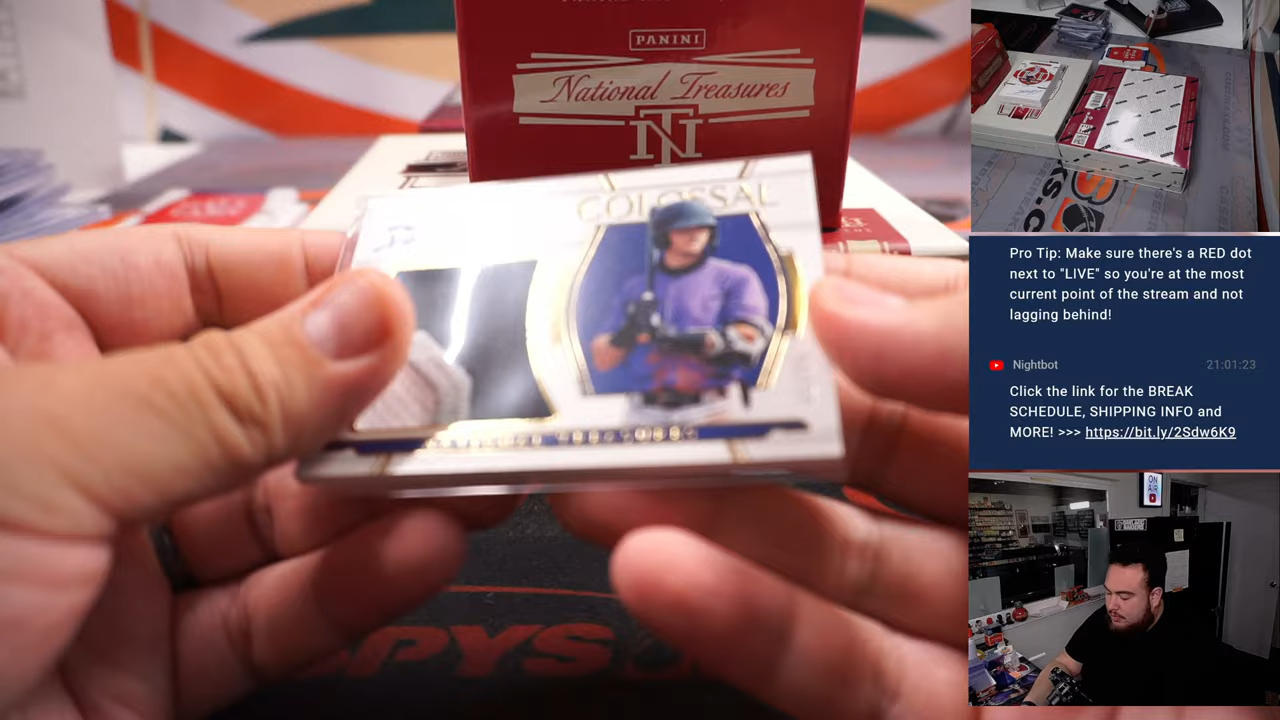 PANINI
National Treasures
NT
COLOSSAL
Pro Tip: Make sure there's a RED dot
next to "LIVE" so you're at the most
current point of the stream and not
lagging behind!
Nightbot
21:01:23
Click the link for the BREAK
SCHEDULE, SHIPPING INFO and
MORE! >>> https://bit.ly/2Sdw6K9
ON
AIR